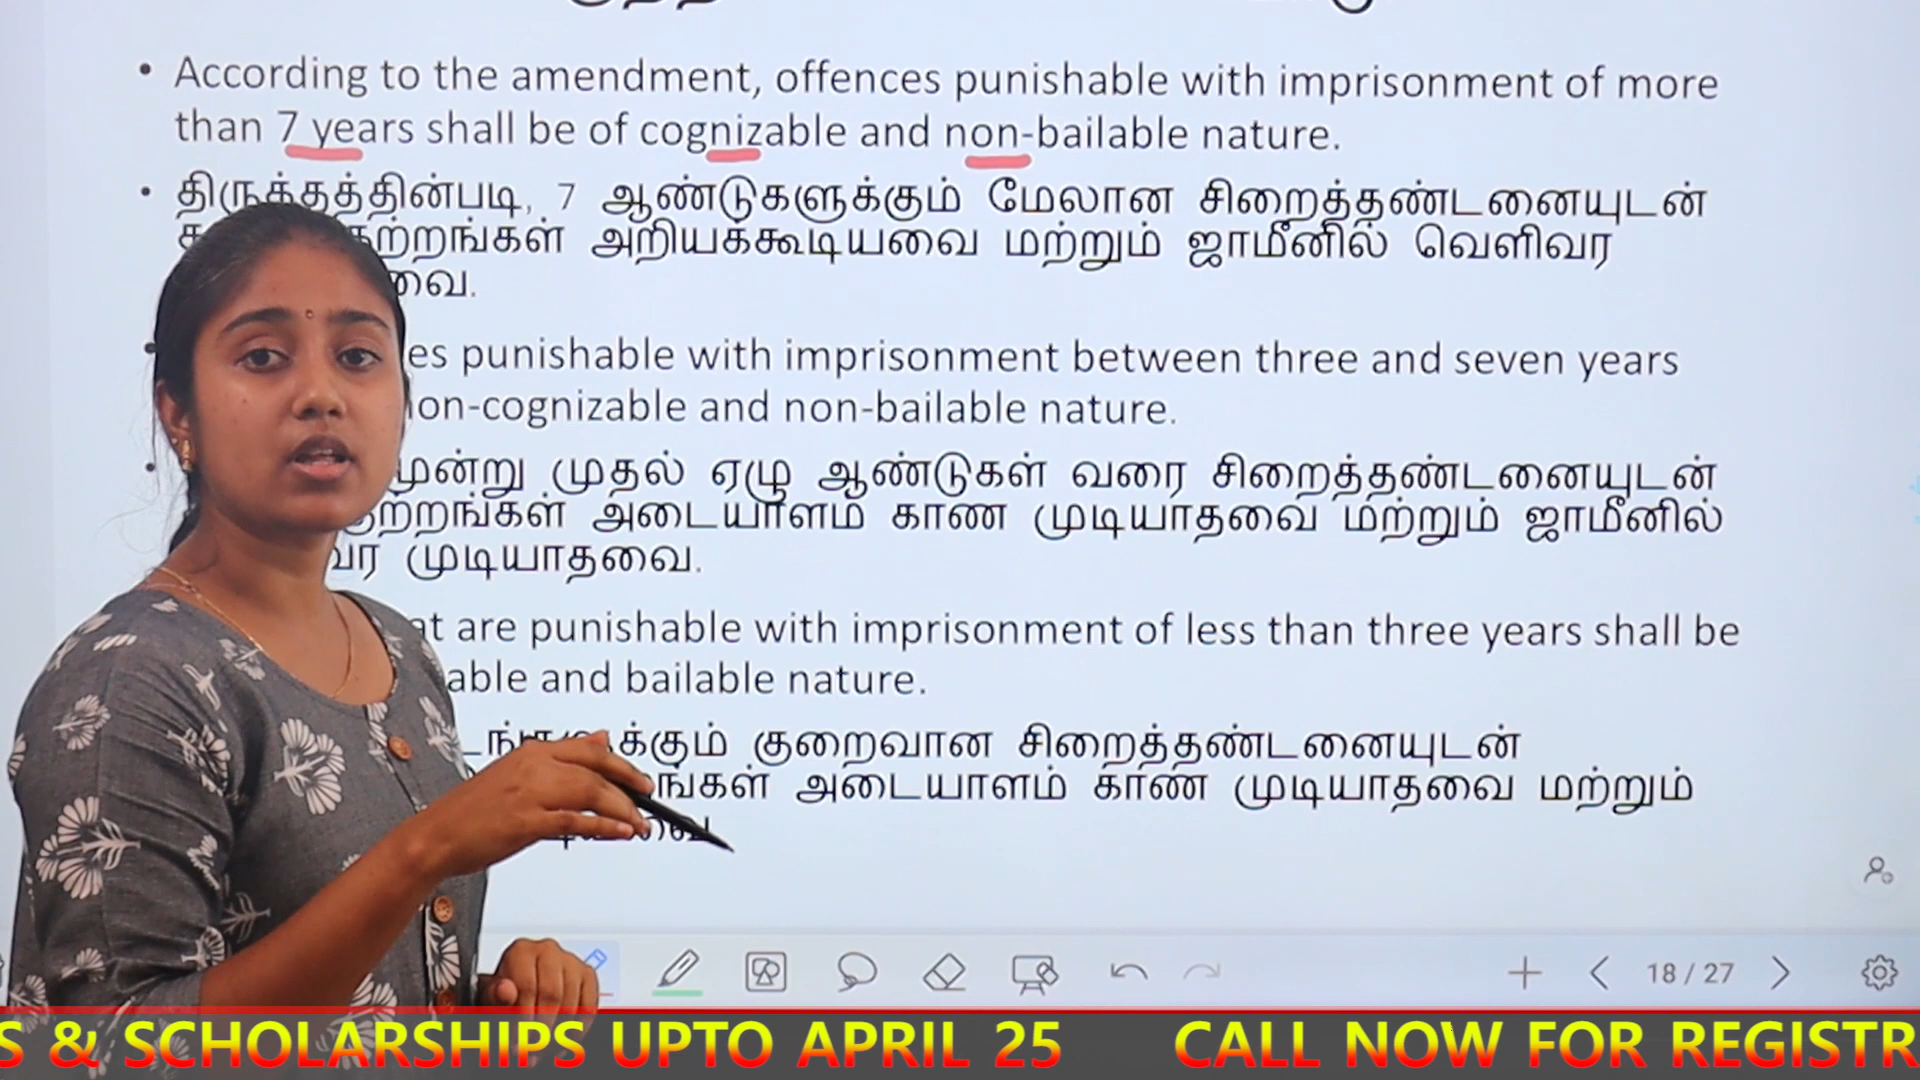 • According to the amendment, offences punishable with imprisonment of more
than 7 years shall be of cognizable and non-bailable nature.
• திருத்தத்தின்படி, 7 ஆண்டுகளுக்கும் மேலான சிறைத்தண்டனையுடன்
குற்றங்கள் அறியக்கூடியவை மற்றும் ஜாமீனில் வெளிவர
punishable with imprisonment between three and seven years
non-cognizable and non-bailable nature.
மூன்று முதல் ஏழு ஆண்டுகள் வரை சிறைத்தண்டனையுடன்
குற்றங்கள் அடையாளம் காண முடியாதவை மற்றும் ஜாமீனில்
முடியாதவை.
are punishable with imprisonment of less than three years shall be
and bailable nature.
குறைவான சிறைத்தண்டனையுடன்
அடையாளம் காண முடியாதவை மற்றும்
18 / 27
S & SCHOLARSHIPS UPTO APRIL 25 CALL NOW FOR REGISTR